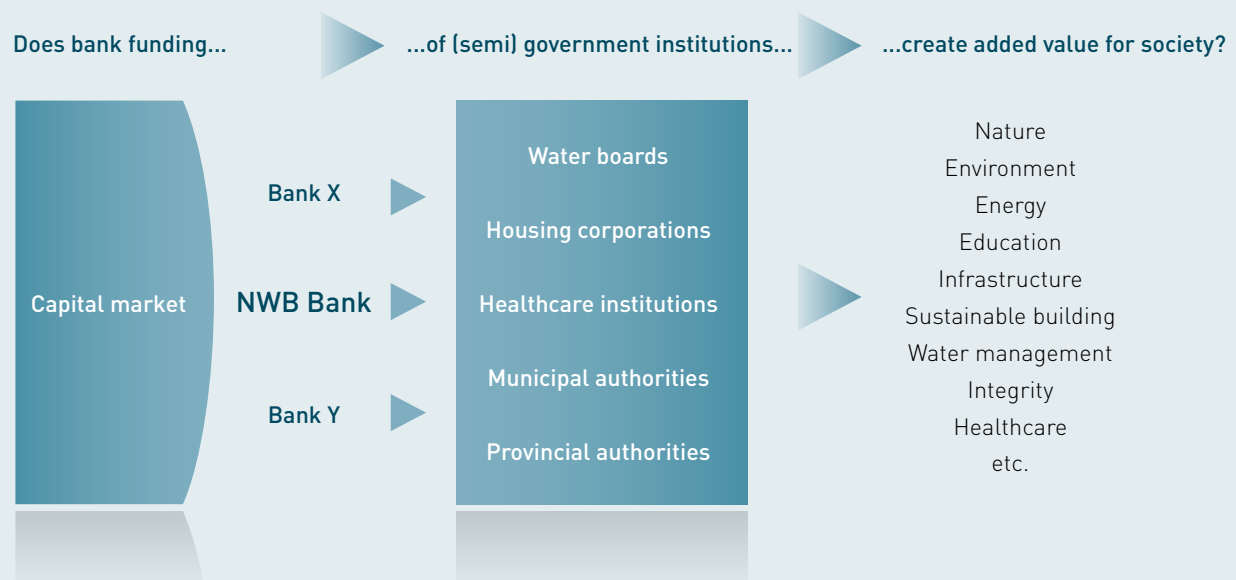 Does bank funding...
...of (semi) government institutions...
...create added value for society?
Capital market
Bank X
NWB Bank
Bank Y
Water boards
Housing corporations
Healthcare institutions
Municipal authorities
Provincial authorities
Nature
Environment
Energy
Education
Infrastructure
Sustainable building
Water management
Integrity
Healthcare
etc.